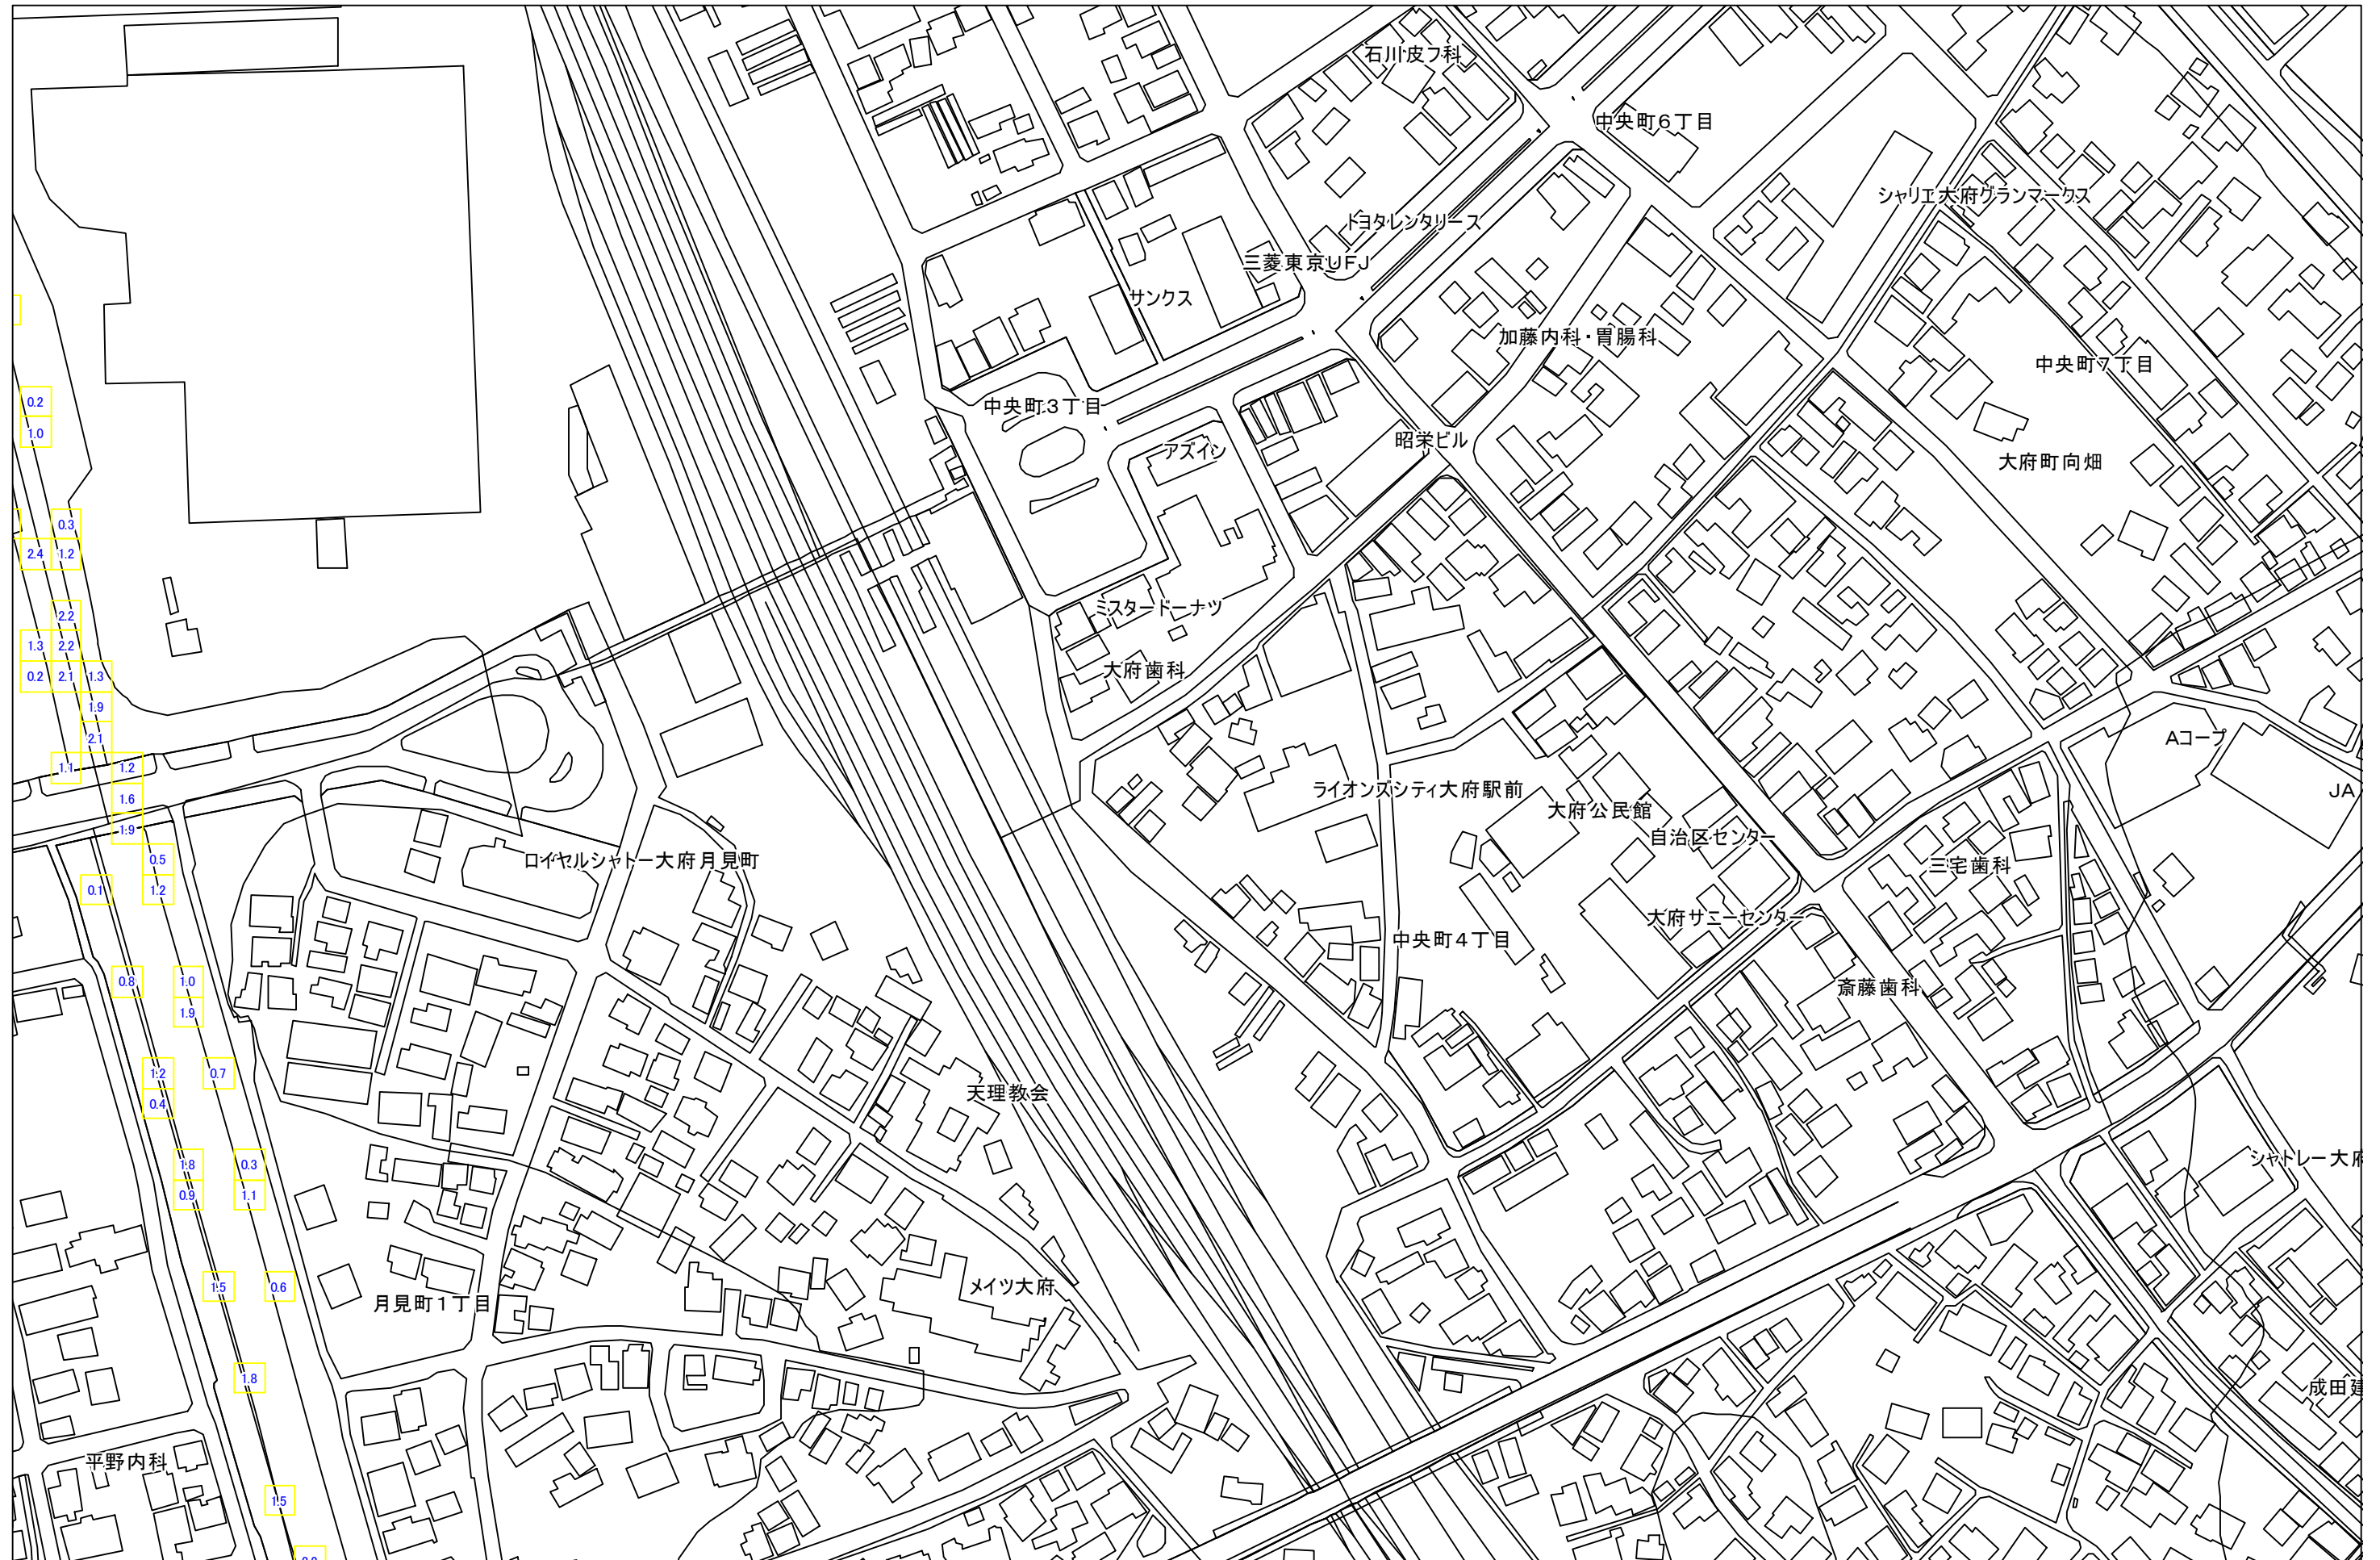 石川皮フ科
中央町6丁目
シャリエ大府グランマークス
トヨタレンタリース
三菱東京UFJ
サンクス
加藤内科・胃腸科
中央町7丁目
0.2
中央町3丁目
1.0
昭栄ビル
アズイン
大府町向畑
0.3
2.4
1.2
ミスタードーナツ
2.2
1.3
2.2
大府歯科
0.2
2.1
1.3
1.9
2.1
Aコープ
1.1
1.2
ライオンズシティ大府駅前
JA
1.6
大府公民館
1.9
自治区センター
0.5
ロイヤルシャトー大府月見町
三宅歯科
0.1
1.2
大府サニーセンター
中央町4丁目
0.8
1.0
斎藤歯科
1.9
1.2
0.7
天理教会
0.4
シャトレー大府
1.8
0.3
0.9
1.1
1.5
0.6
メイツ大府
月見町1丁目
1.8
成田建
平野内科
1.5